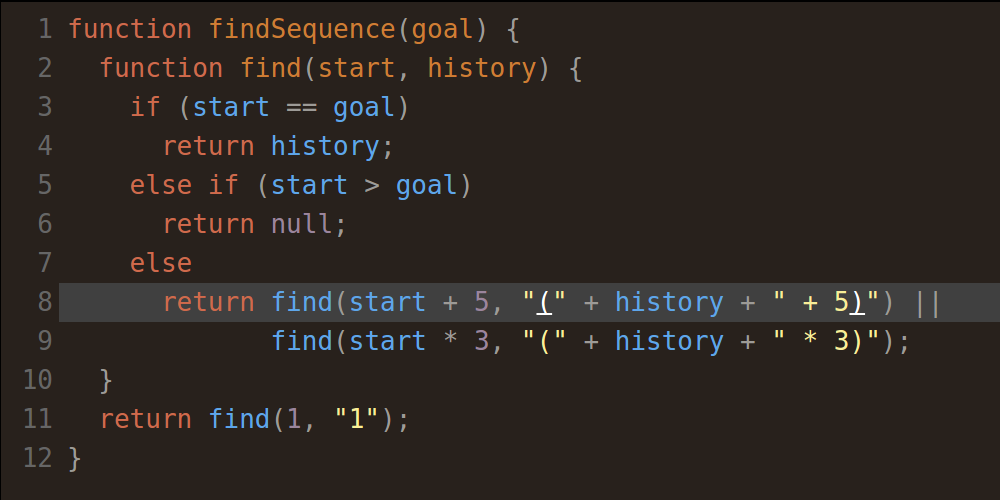 1 function findSequence(goal) {
2   function find(start, history) {
3     if (start == goal)
4       return history;
5     else if (start > goal)
6       return null;
7     else
8       return find(start + 5, "(" + history + " + 5)") ||
9              find(start * 3, "(" + history + " * 3)");
10   }
11   return find(1, "1");
12 }